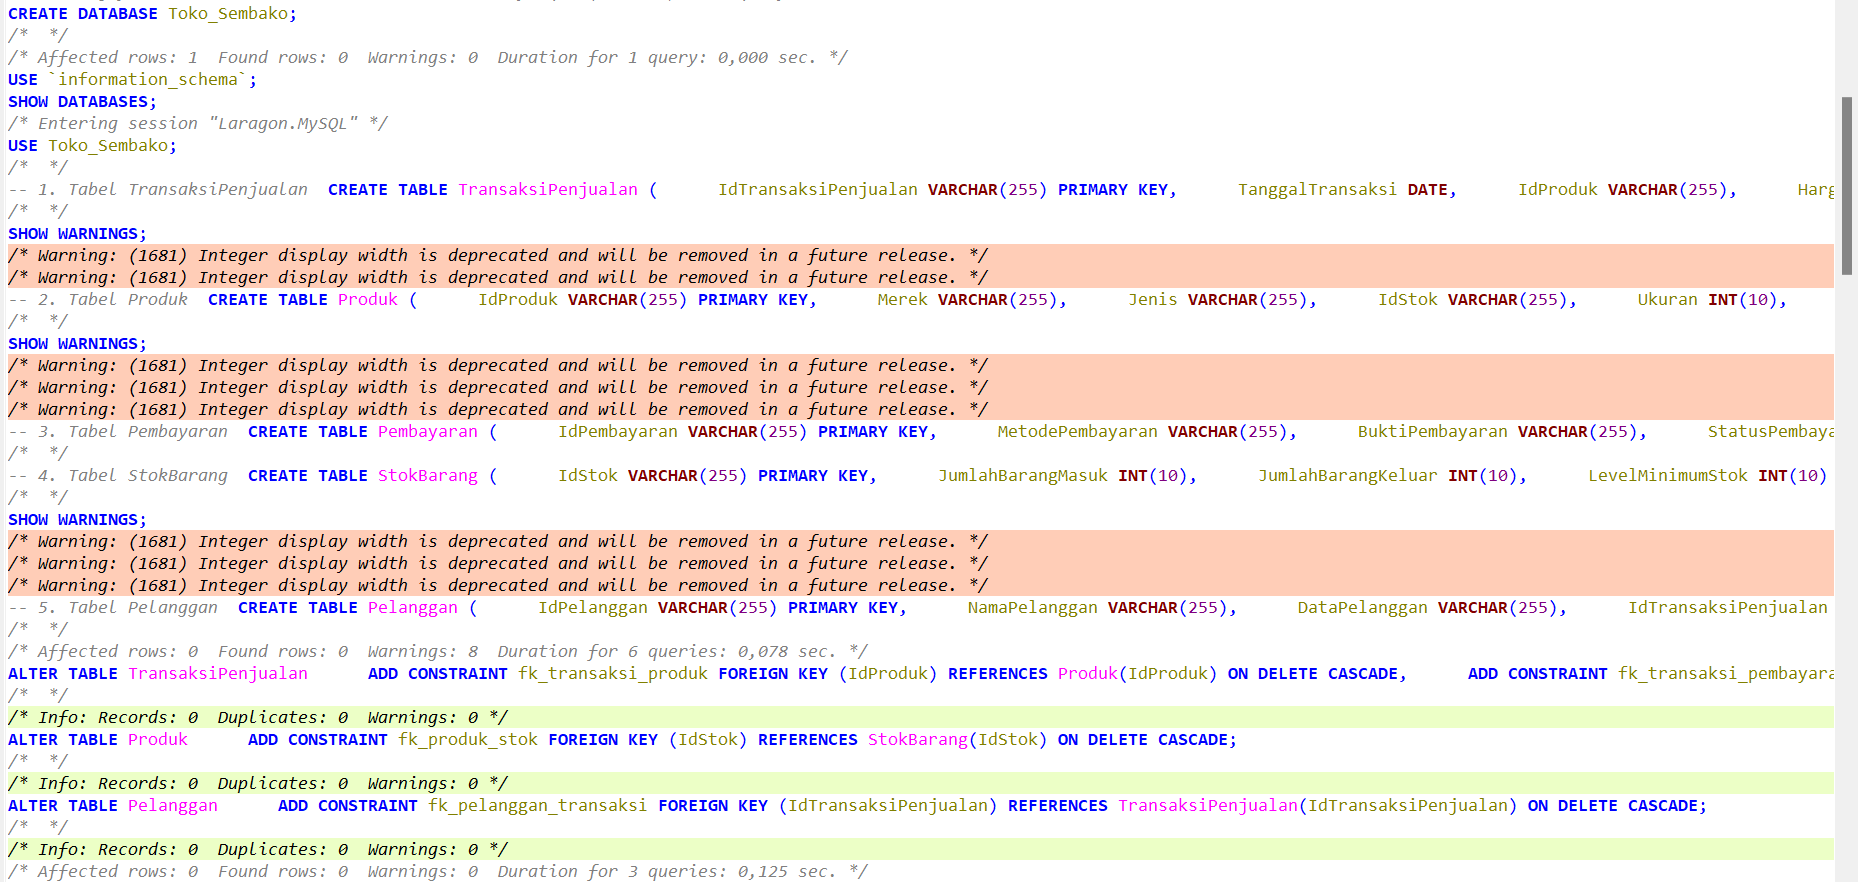 CREATE DATABASE Toko_Sembako;
/*  */
/* Affected rows: 1  Found rows: 0  Warnings: 0  Duration for 1 query: 0,000 sec. */
USE `information_schema`;
SHOW DATABASES;
/* Entering session "Laragon.MySQL" */
USE Toko_Sembako;
/*  */
-- 1. Tabel TransaksiPenjualan  CREATE TABLE TransaksiPenjualan (      IdTransaksiPenjualan VARCHAR(255) PRIMARY KEY,      TanggalTransaksi DATE,      IdProduk VARCHAR(255),      Harg
/*  */
SHOW WARNINGS;
/* Warning: (1681) Integer display width is deprecated and will be removed in a future release. */
/* Warning: (1681) Integer display width is deprecated and will be removed in a future release. */
-- 2. Tabel Produk  CREATE TABLE Produk (      IdProduk VARCHAR(255) PRIMARY KEY,      Merek VARCHAR(255),      Jenis VARCHAR(255),      IdStok VARCHAR(255),      Ukuran INT(10),
/*  */
SHOW WARNINGS;
/* Warning: (1681) Integer display width is deprecated and will be removed in a future release. */
/* Warning: (1681) Integer display width is deprecated and will be removed in a future release. */
/* Warning: (1681) Integer display width is deprecated and will be removed in a future release. */
-- 3. Tabel Pembayaran  CREATE TABLE Pembayaran (      IdPembayaran VARCHAR(255) PRIMARY KEY,      MetodePembayaran VARCHAR(255),      BuktiPembayaran VARCHAR(255),      StatusPembaya
/*  */
-- 4. Tabel StokBarang  CREATE TABLE StokBarang (      IdStok VARCHAR(255) PRIMARY KEY,      JumlahBarangMasuk INT(10),      JumlahBarangKeluar INT(10),      LevelMinimumStok INT(10)
/*  */
SHOW WARNINGS;
/* Warning: (1681) Integer display width is deprecated and will be removed in a future release. */
/* Warning: (1681) Integer display width is deprecated and will be removed in a future release. */
/* Warning: (1681) Integer display width is deprecated and will be removed in a future release. */
-- 5. Tabel Pelanggan  CREATE TABLE Pelanggan (      IdPelanggan VARCHAR(255) PRIMARY KEY,      NamaPelanggan VARCHAR(255),      DataPelanggan VARCHAR(255),      IdTransaksiPenjualan
/*  */
/* Affected rows: 0  Found rows: 0  Warnings: 8  Duration for 6 queries: 0,078 sec. */
ALTER TABLE TransaksiPenjualan      ADD CONSTRAINT fk_transaksi_produk FOREIGN KEY (IdProduk) REFERENCES Produk(IdProduk) ON DELETE CASCADE,      ADD CONSTRAINT fk_transaksi_pembayara
/*  */
/* Info: Records: 0  Duplicates: 0  Warnings: 0 */
ALTER TABLE Produk      ADD CONSTRAINT fk_produk_stok FOREIGN KEY (IdStok) REFERENCES StokBarang(IdStok) ON DELETE CASCADE;
/*  */
/* Info: Records: 0  Duplicates: 0  Warnings: 0 */
ALTER TABLE Pelanggan      ADD CONSTRAINT fk_pelanggan_transaksi FOREIGN KEY (IdTransaksiPenjualan) REFERENCES TransaksiPenjualan(IdTransaksiPenjualan) ON DELETE CASCADE;
/*  */
/* Info: Records: 0  Duplicates: 0  Warnings: 0 */
/* Affected rows: 0  Found rows: 0  Warnings: 0  Duration for 3 queries: 0,125 sec. */